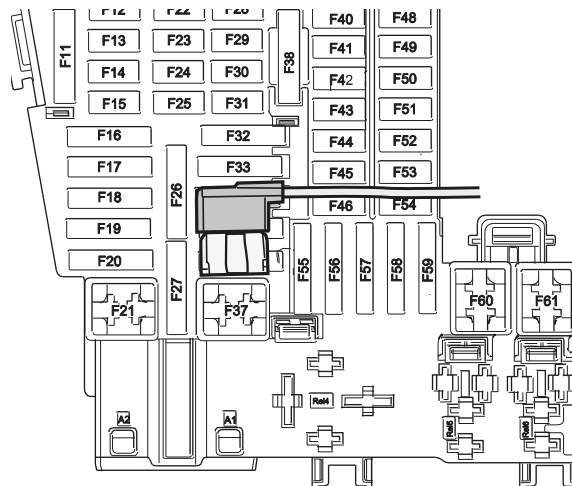 F12 F22 F28 F40 F48
F11 F13 F23 F29 F38 F41 F49
F14 F24 F30 F42 F50
F15 F25 F31 F43 F51
F16 F32 F44 F52
F17 F33 F45 F53
F18 F26 F46 F54
F19
F20 F27 F55 F56 F57 F58 F59
F21 F37 F60 F61
Rel4
A2 A1 Rel5 Rel6